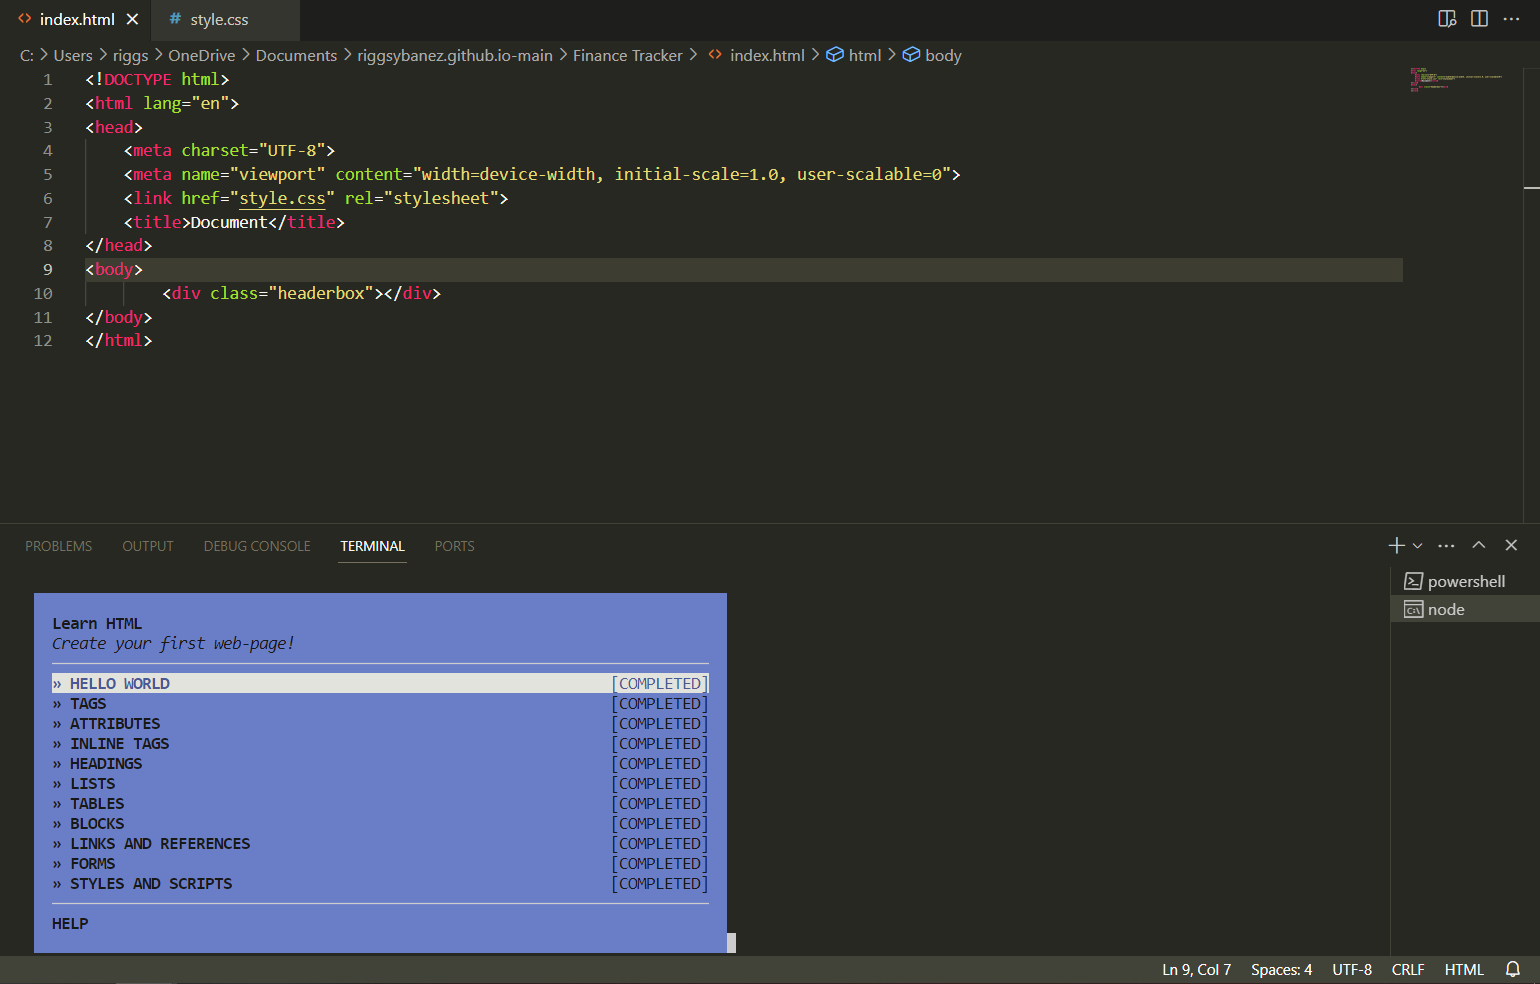 index.html
style.css
C: > Users > riggs > OneDrive > Documents > riggsybanez.github.io-main > Finance Tracker > index.html > html > body
1 <!DOCTYPE html>
2 <html lang="en">
3 <head>
4 <meta charset="UTF-8">
5 <meta name="viewport" content="width=device-width, initial-scale=1.0, user-scalable=0">
6 <link href="style.css" rel="stylesheet">
7 <title>Document</title>
8 </head>
9 <body>
10 <div class="headerbox"></div>
11 </body>
12 </html>
PROBLEMS OUTPUT DEBUG CONSOLE TERMINAL PORTS
powershell
node
Learn HTML
Create your first web-page!
» HELLO WORLD [COMPLETED]
» TAGS [COMPLETED]
» ATTRIBUTES [COMPLETED]
» INLINE TAGS [COMPLETED]
» HEADINGS [COMPLETED]
» LISTS [COMPLETED]
» TABLES [COMPLETED]
» BLOCKS [COMPLETED]
» LINKS AND REFERENCES [COMPLETED]
» FORMS [COMPLETED]
» STYLES AND SCRIPTS [COMPLETED]
HELP
Ln 9, Col 7 Spaces: 4 UTF-8 CRLF HTML